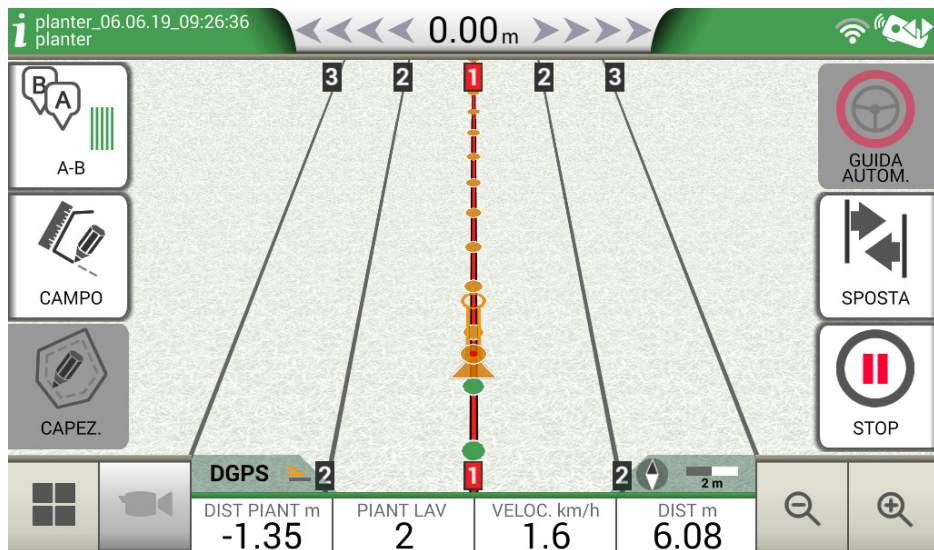 planter_06.06.19_09:26:36
planter
0.00 m
3 2 1 2 3
B
A
A-B
GUIDA
AUTOM.
CAMPO
SPOSTA
CAPEZ.
STOP
DGPS
2 1 2
2 m
DIST PIANT m
-1.35
PIANT LAV
2
VELOC. km/h
1.6
DIST m
6.08